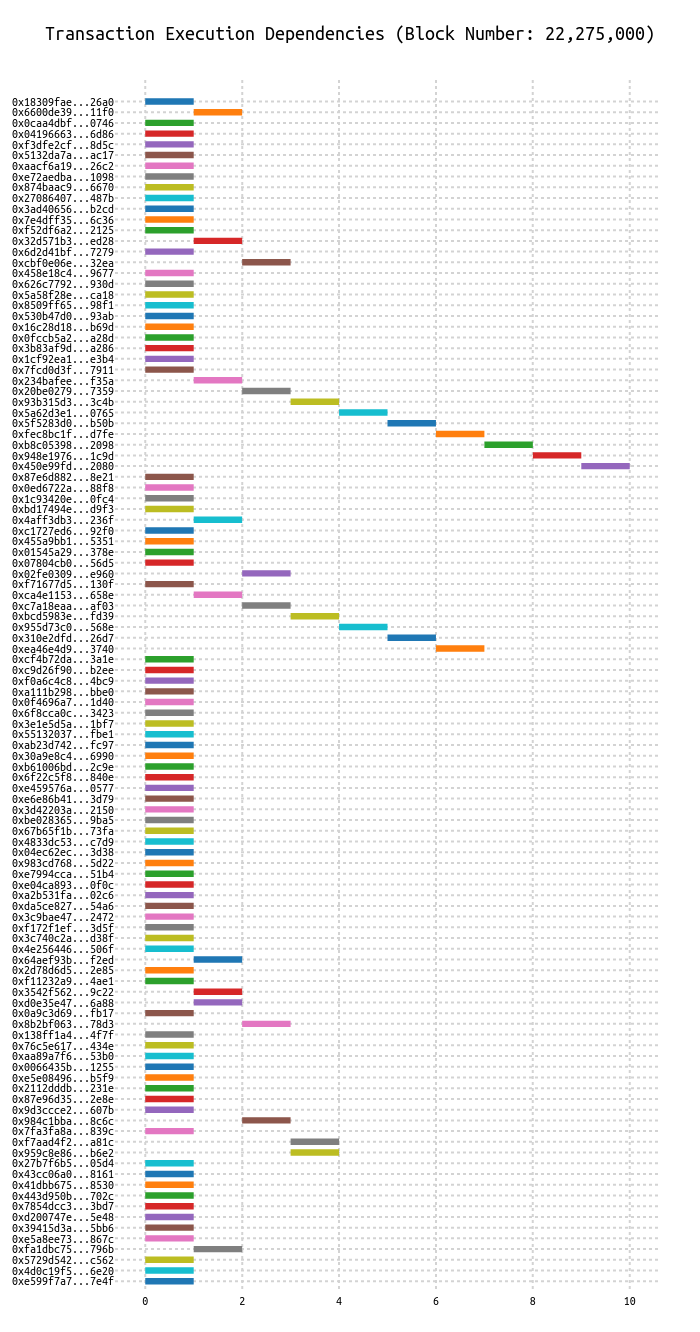 Transaction Execution Dependencies (Block Number: 22,275,000)
0x18309fae...26a0
0x6600de39...11f0
0x0caa4dbf...0746
0x04196663...6d86
0xf3dfe2cf...8d5c
0x5132da7a...ac17
0xaacf6a19...26c2
0xe72aedba...1098
0x874baac9...6670
0x27086407...487b
0x3ad40656...b2cd
0x7e4dff35...6c36
0xf52df6a2...2125
0x32d571b3...ed28
0x6d2d41bf...7279
0xcbf0e06e...32ea
0x458e18c4...9677
0x626c7792...930d
0x5a58f28e...ca18
0x8509ff65...98f1
0x530b47d0...93ab
0x16c28d18...b69d
0x0fccb5a2...a28d
0x3b83af9d...a286
0x1cf92ea1...e3b4
0x7fcd0d3f...7911
0x234bafee...f35a
0x20be0279...7359
0x93b315d3...3c4b
0x5a62d3e1...0765
0x5f5283d0...b50b
0xfec8bc1f...d7fe
0xb8c05398...2098
0x948e1976...1c9d
0x450e99fd...2080
0x87e6d882...8e21
0x0ed6722a...88f8
0x1c93420e...0fc4
0xbd17494e...d9f3
0x4aff3db3...236f
0xc1727ed6...92f0
0x455a9bb1...5351
0x01545a29...378e
0x07804cb0...56d5
0x02fe0309...e960
0xf71677d5...130f
0xca4e1153...658e
0xc7a18eaa...af03
0xbcd5983e...fd39
0x955d73c0...568e
0x310e2dfd...26d7
0xea46e4d9...3740
0xcf4b72da...3a1e
0xc9d26f90...b2ee
0xf0a6c4c8...4bc9
0xa111b298...bbe0
0x0f4696a7...1d40
0x6f8cca0c...3423
0x3e1e5d5a...1bf7
0x55132037...fbe1
0xab23d742...fc97
0x30a9e8c4...6990
0xb61006bd...2c9e
0x6f22c5f8...840e
0xe459576a...0577
0xe6e86b41...3d79
0x3d42203a...2150
0xbe028365...9ba5
0x67b65f1b...73fa
0x4833dc53...c7d9
0x04ec62ec...3d38
0x983cd768...5d22
0xe7994cca...51b4
0xe04ca893...0f0c
0xa2b531fa...02c6
0xda5ce827...54a6
0x3c9bae47...2472
0xf172f1ef...3d5f
0x3c740c2a...d38f
0x4e256446...506f
0x64aef93b...f2ed
0x2d78d6d5...2e85
0xf11232a9...4ae1
0x3542f562...9c22
0xd0e35e47...6a88
0x0a9c3d69...fb17
0x8b2bf063...78d3
0x138ff1a4...4f7f
0x76c5e617...434e
0xaa89a7f6...53b0
0x0066435b...1255
0xe5e08496...b5f9
0x2112dddb...231e
0x87e96d35...2e8e
0x9d3ccce2...607b
0x984c1bba...8c6c
0x7fa3fa8a...839c
0xf7aad4f2...a81c
0x959c8e86...b6e2
0x27b7f6b5...05d4
0x43cc06a0...8161
0x41dbb675...8530
0x443d950b...702c
0x7854dcc3...3bd7
0xd200747e...5e48
0x39415d3a...5bb6
0xe5a8ee73...867c
0xfa1dbc75...796b
0x5729d542...c562
0x4d0c19f5...6e20
0xe599f7a7...7e4f
0 2 4 6 8 10